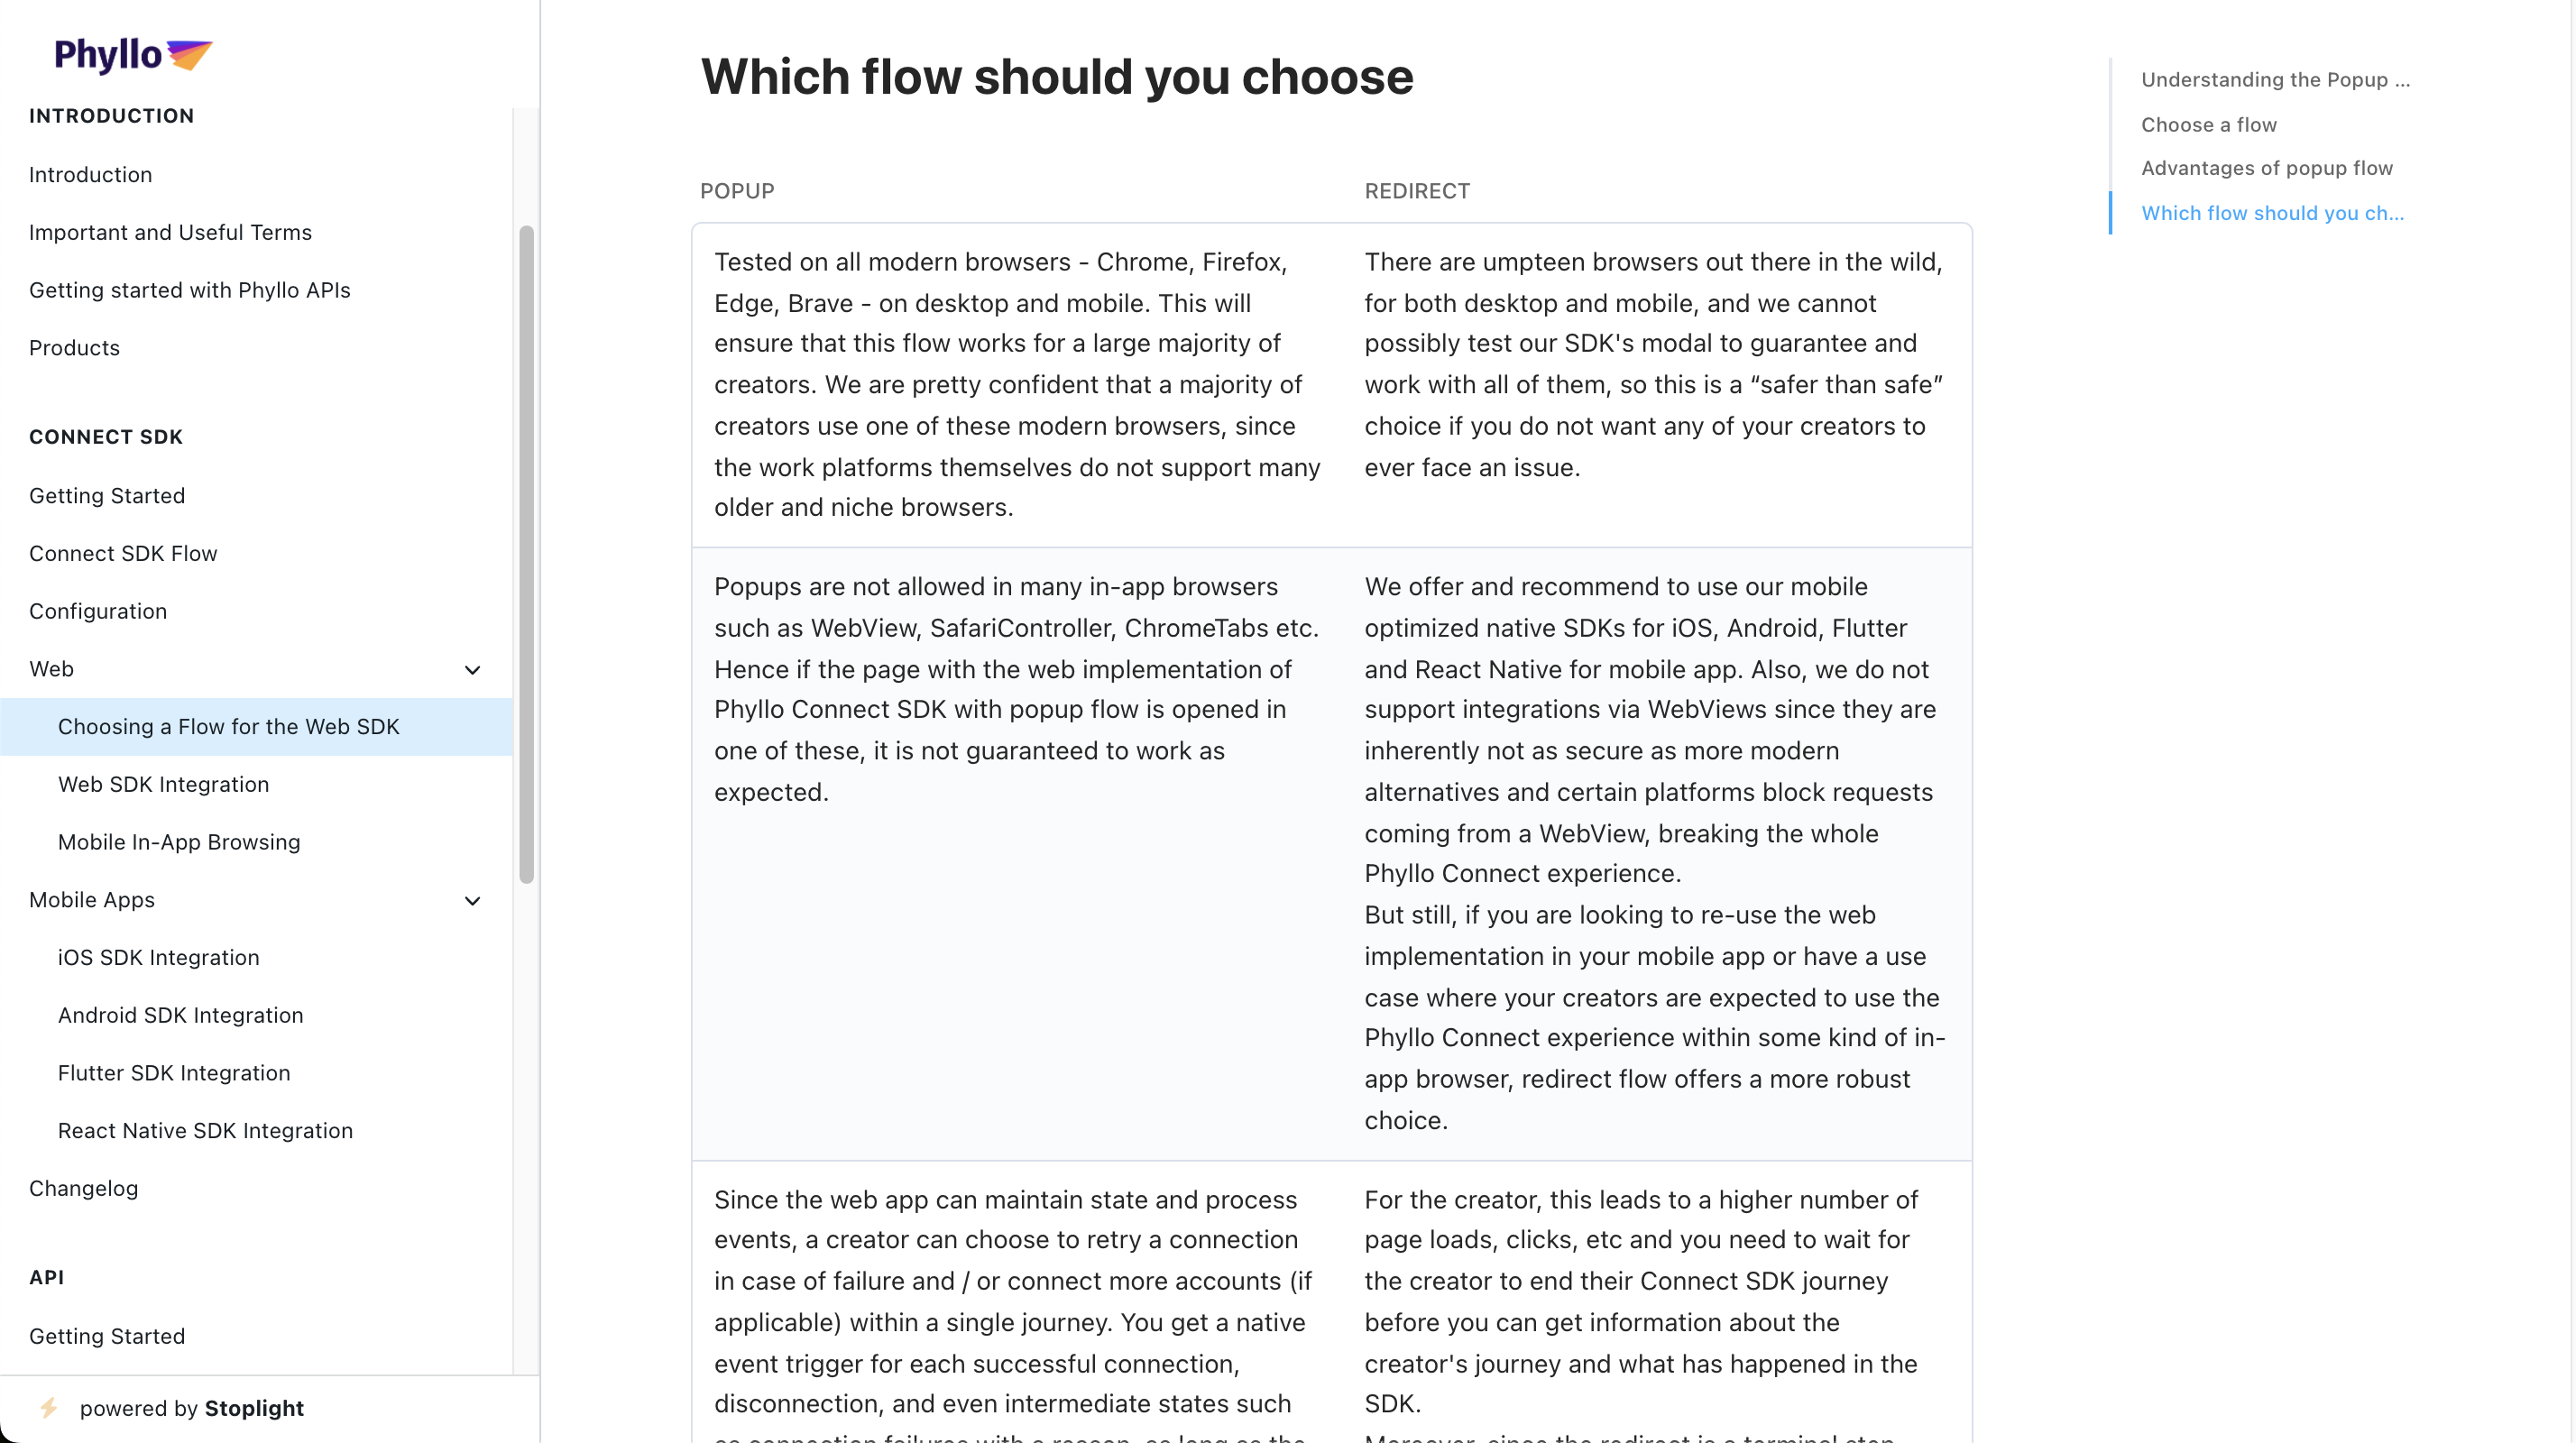 Phyllo
INTRODUCTION
Introduction
Important and Useful Terms
Getting started with Phyllo APIs
Products
CONNECT SDK
Getting Started
Connect SDK Flow
Configuration
Web
Choosing a Flow for the Web SDK
Web SDK Integration
Mobile In-App Browsing
Mobile Apps
iOS SDK Integration
Android SDK Integration
Flutter SDK Integration
React Native SDK Integration
Changelog
API
Getting Started
powered by Stoplight
Which flow should you choose
POPUP
Tested on all modern browsers - Chrome, Firefox,
Edge, Brave - on desktop and mobile. This will
ensure that this flow works for a large majority of
creators. We are pretty confident that a majority of
creators use one of these modern browsers, since
the work platforms themselves do not support many
older and niche browsers.
REDIRECT
There are umpteen browsers out there in the wild,
for both desktop and mobile, and we cannot
possibly test our SDK's modal to guarantee and
work with all of them, so this is a “safer than safe”
choice if you do not want any of your creators to
ever face an issue.
Popups are not allowed in many in-app browsers
such as WebView, SafariController, ChromeTabs etc.
Hence if the page with the web implementation of
Phyllo Connect SDK with popup flow is opened in
one of these, it is not guaranteed to work as
expected.
We offer and recommend to use our mobile
optimized native SDKs for iOS, Android, Flutter
and React Native for mobile app. Also, we do not
support integrations via WebViews since they are
inherently not as secure as more modern
alternatives and certain platforms block requests
coming from a WebView, breaking the whole
Phyllo Connect experience.
But still, if you are looking to re-use the web
implementation in your mobile app or have a use
case where your creators are expected to use the
Phyllo Connect experience within some kind of in-
app browser, redirect flow offers a more robust
choice.
Since the web app can maintain state and process
events, a creator can choose to retry a connection
in case of failure and / or connect more accounts (if
applicable) within a single journey. You get a native
event trigger for each successful connection,
disconnection, and even intermediate states such
as connection failures with a reason, as long as the
For the creator, this leads to a higher number of
page loads, clicks, etc and you need to wait for
the creator to end their Connect SDK journey
before you can get information about the
creator's journey and what has happened in the
SDK.
Moreover, since the redirect is a terminal step
Understanding the Popup ...
Choose a flow
Advantages of popup flow
Which flow should you ch...